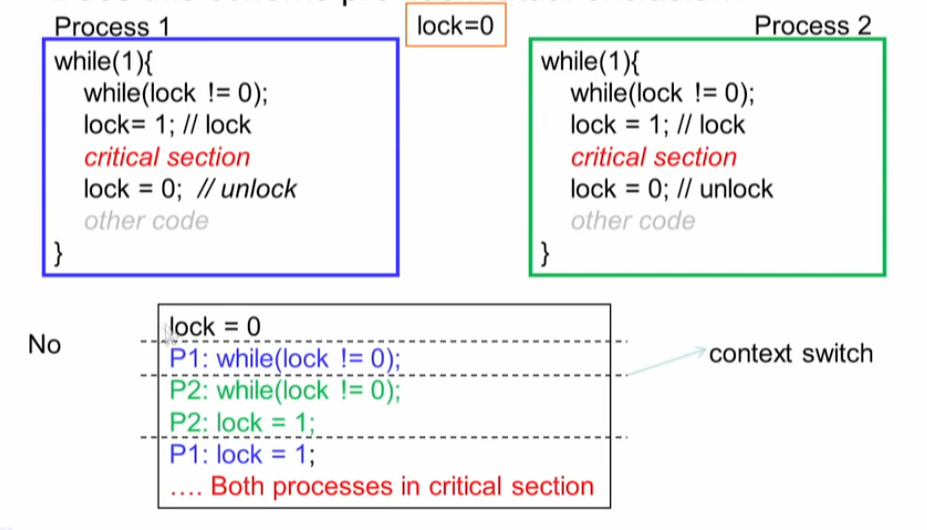 Process 1
lock=0
Process 2
while(1){
while(lock != 0);
lock= 1; // lock
critical section
lock = 0;  // unlock
other code
}
while(1){
while(lock != 0);
lock = 1; // lock
critical section
lock = 0; // unlock
other code
}
No
lock = 0
P1: while(lock != 0);
context switch
P2: while(lock != 0);
P2: lock = 1;
P1: lock = 1;
.... Both processes in critical section